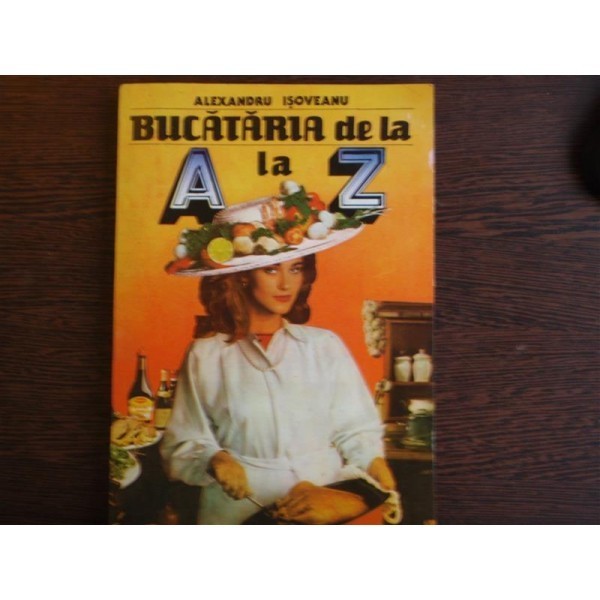 ALEXANDRU IȘOVEANU
BUCĂTĂRIA de la
A la Z